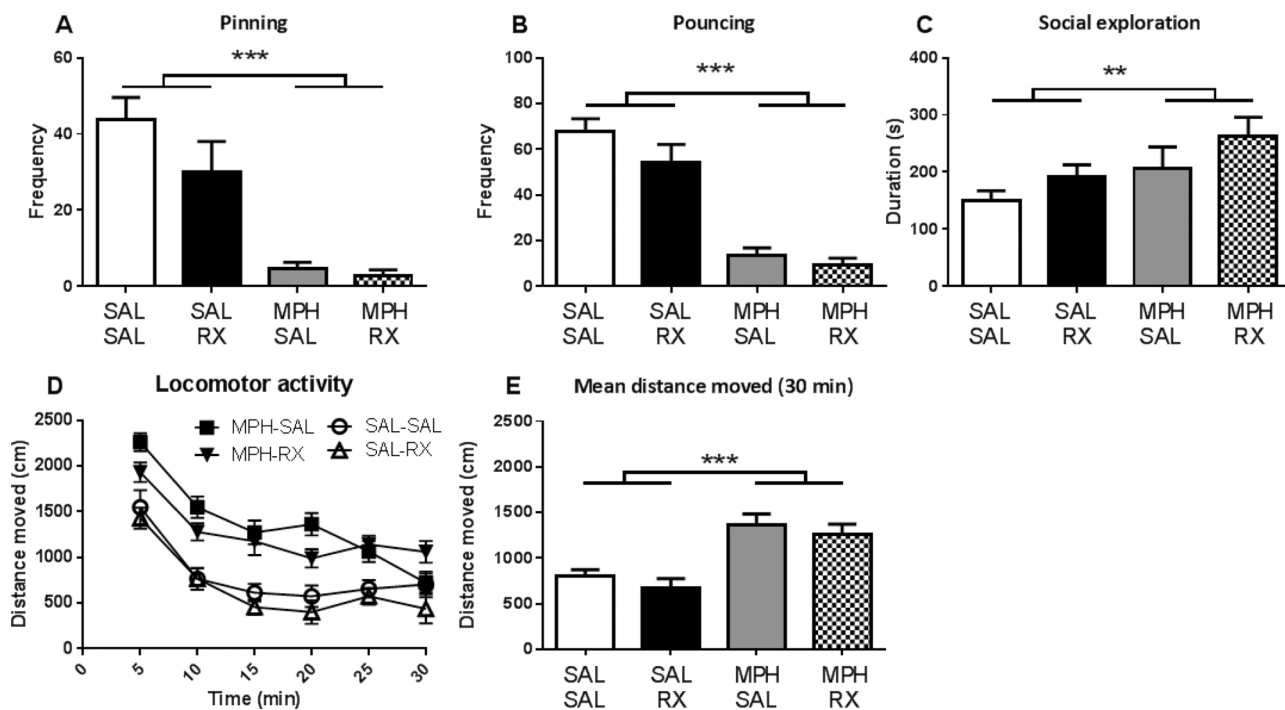 A Pinning
Frequency
60
40
20
0
***
SAL SAL MPH MPH
SAL RX SAL RX
B Pouncing
Frequency
100
80
60
40
20
0
***
SAL SAL MPH MPH
SAL RX SAL RX
C Social exploration
Duration (s)
400
300
200
100
0
**
SAL SAL MPH MPH
SAL RX SAL RX
D Locomotor activity
Distance moved (cm)
2500
2000
1500
1000
500
0
MPH-SAL SAL-SAL
MPH-RX SAL-RX
0 5 10 15 20 25 30
Time (min)
E Mean distance moved (30 min)
Distance moved (cm)
2500
2000
1500
1000
500
0
***
SAL SAL MPH MPH
SAL RX SAL RX